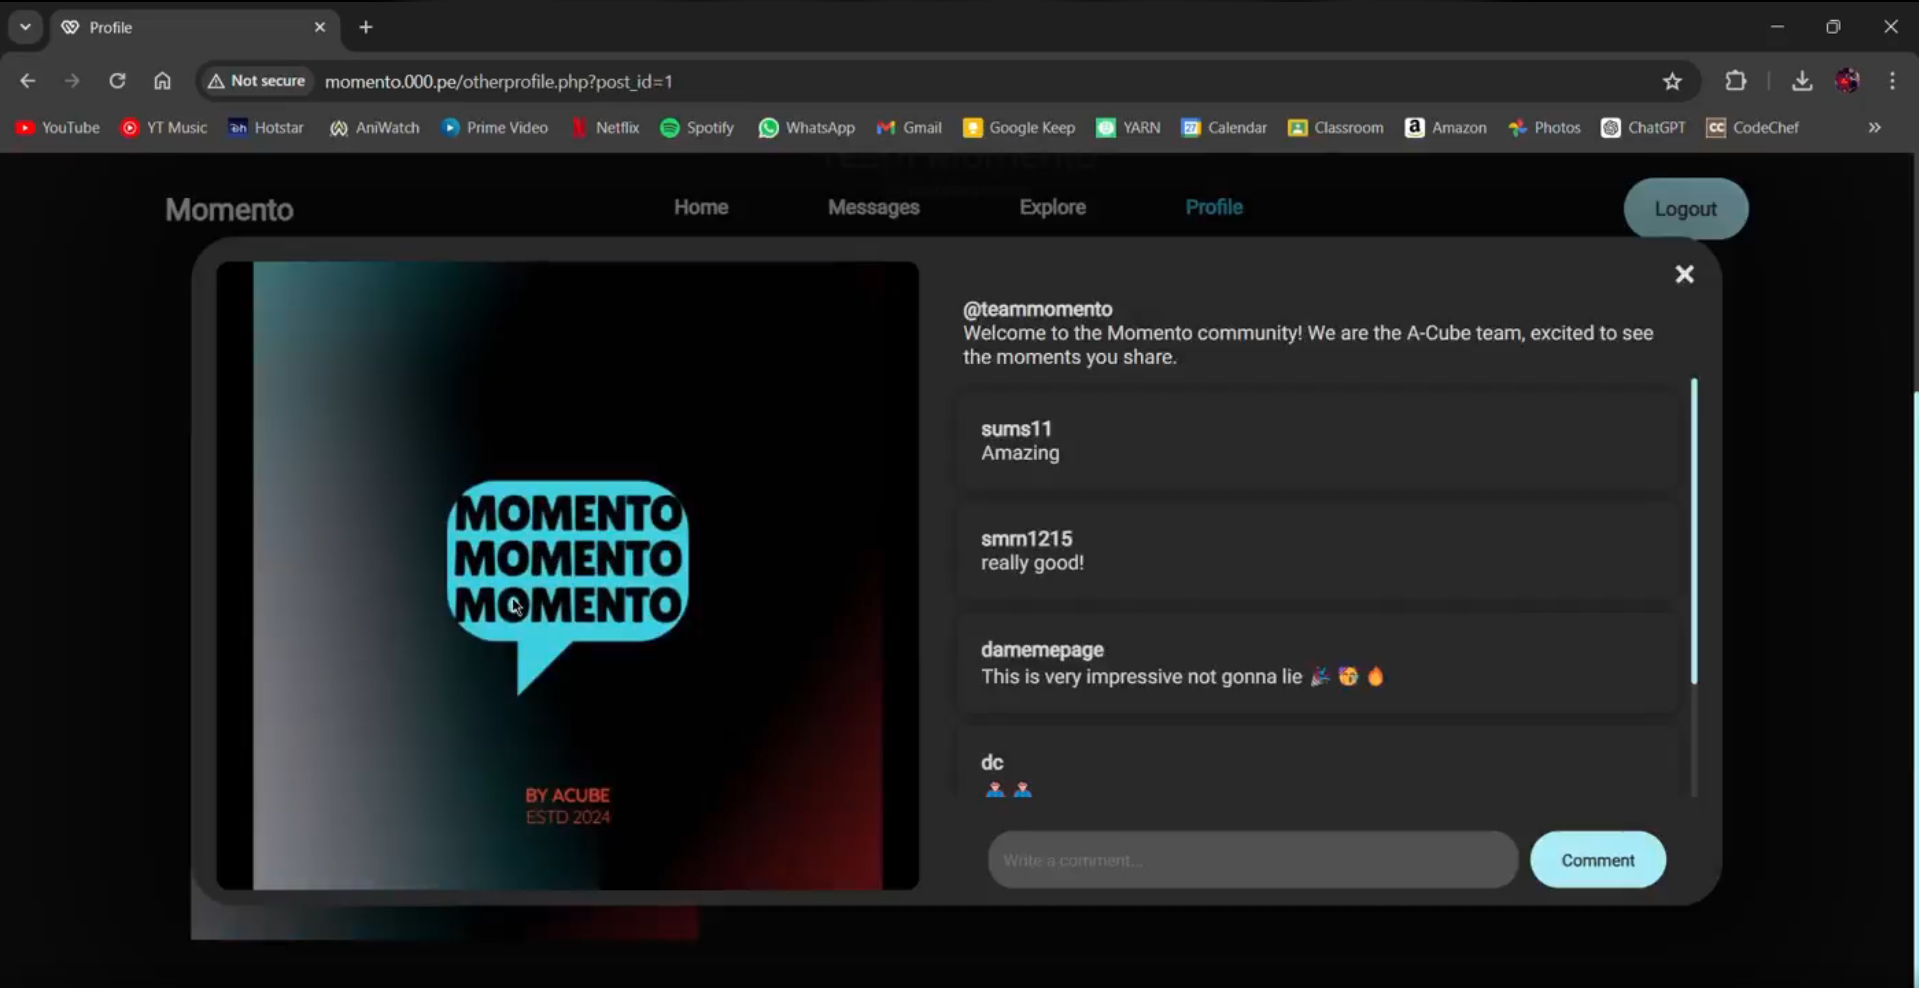 Profile
Not secure
momento.000.pe/otherprofile.php?post_id=1
YouTube
YT Music
Hotstar
AniWatch
Prime Video
Netflix
Spotify
WhatsApp
Gmail
Google Keep
YARN
Calendar
Classroom
Amazon
Photos
ChatGPT
CodeChef
Momento
Home
Messages
Explore
Profile
Logout
MOMENTO
MOMENTO
MOMENTO
BY ACUBE
ESTD 2024
@teammomento
Welcome to the Momento community! We are the A-Cube team, excited to see
the moments you share.
sums11
Amazing
smrn1215
really good!
damemepage
This is very impressive not gonna lie 🎉 🥳 🔥
dc
Write a comment...
Comment